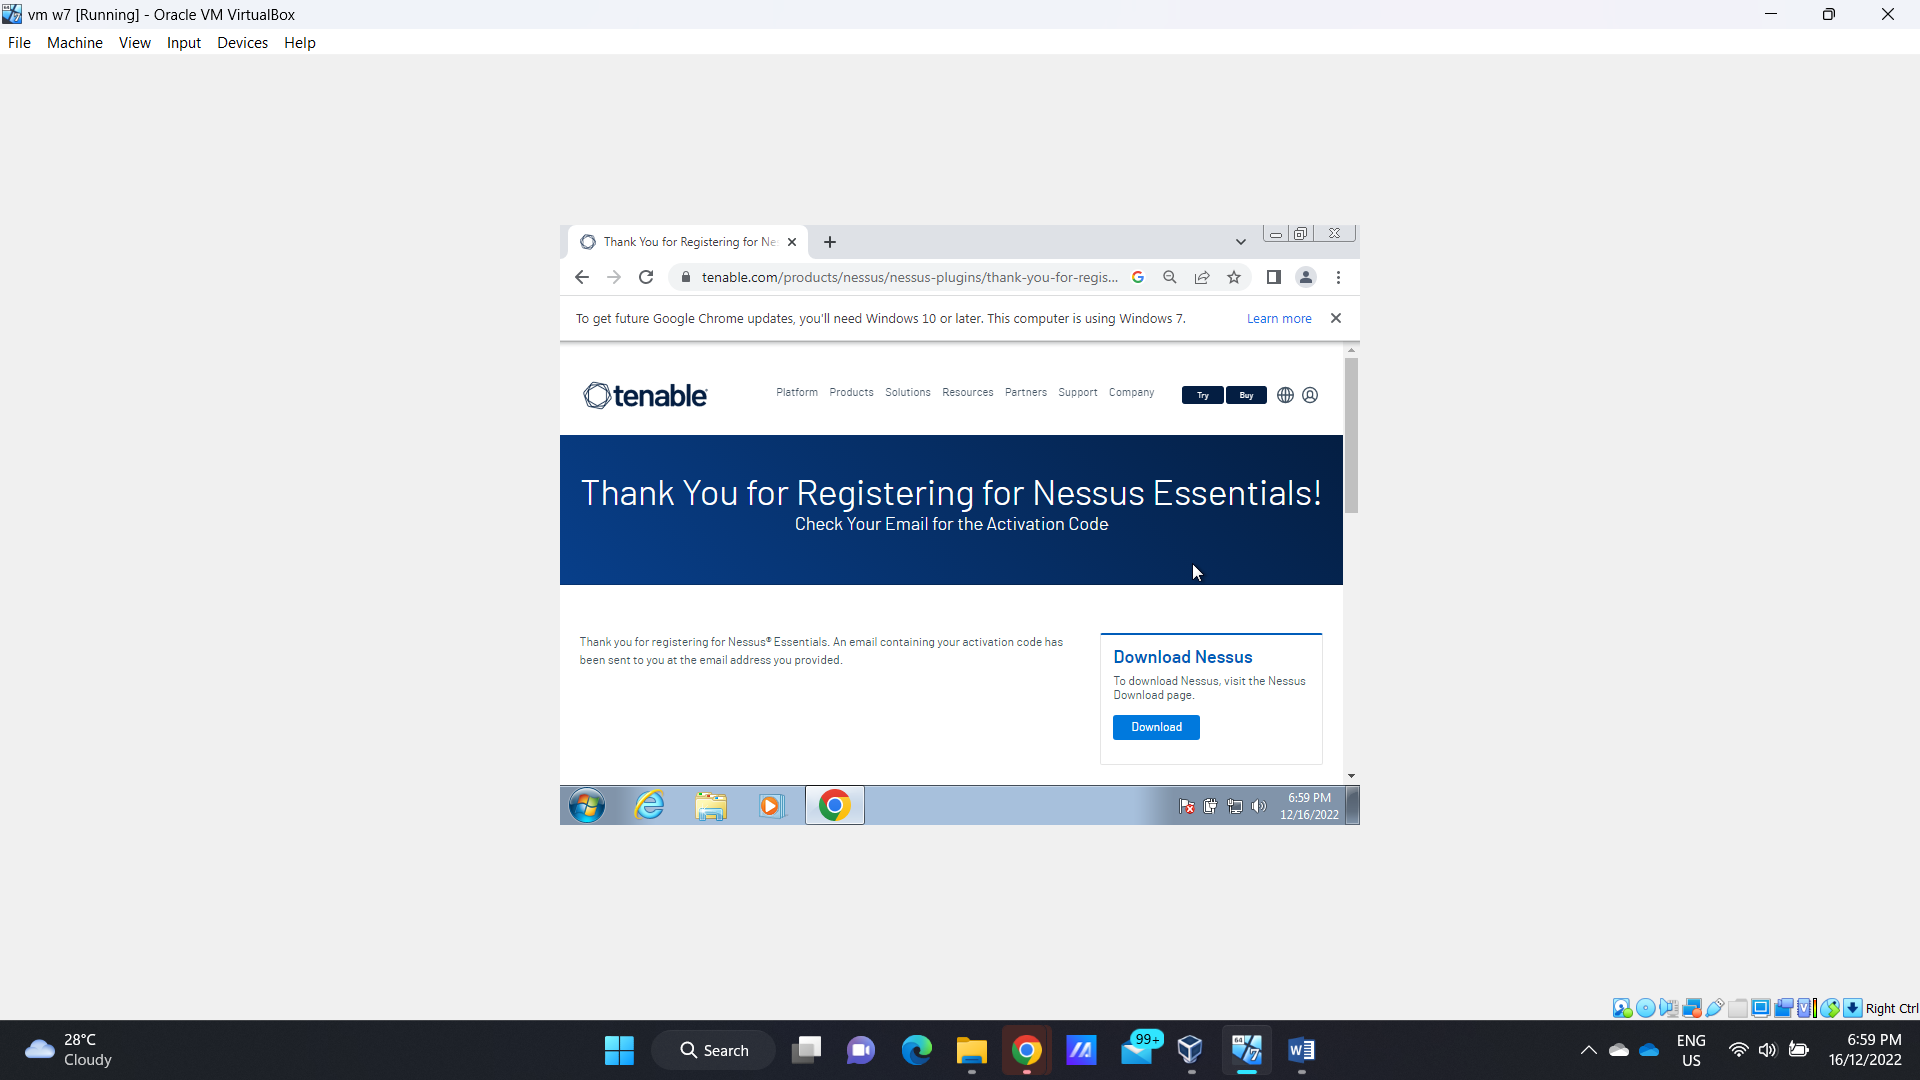 vm w7 [Running] - Oracle VM VirtualBox
File Machine View Input Devices Help
Thank You for Registering for Ne
tenable.com/products/nessus/nessus-plugins/thank-you-for-regis...
To get future Google Chrome updates, you'll need Windows 10 or later. This computer is using Windows 7. Learn more
tenable
Platform Products Solutions Resources Partners Support Company Try Buy
Thank You for Registering for Nessus Essentials!
Check Your Email for the Activation Code
Thank you for registering for Nessus® Essentials. An email containing your activation code has
been sent to you at the email address you provided.
Download Nessus
To download Nessus, visit the Nessus
Download page.
Download
6:59 PM
12/16/2022
Right Ctrl
28°C
Cloudy
Search
99+
ENG
US
6:59 PM
16/12/2022